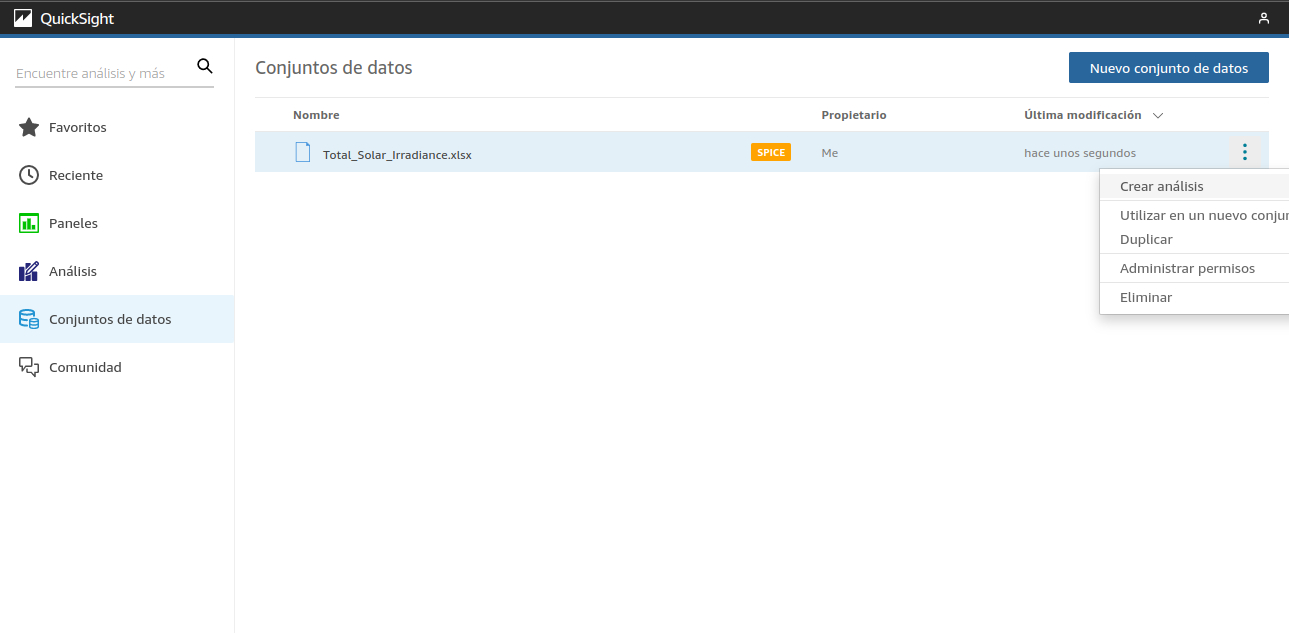 QuickSight
Encuentre análisis y más
Favoritos
Reciente
Paneles
Análisis
Conjuntos de datos
Comunidad
Conjuntos de datos
Nuevo conjunto de datos
Nombre Propietario Última modificación
Total_Solar_Irradiance.xlsx SPICE Me hace unos segundos
Crear análisis
Utilizar en un nuevo
Duplicar
Administrar permisos
Eliminar